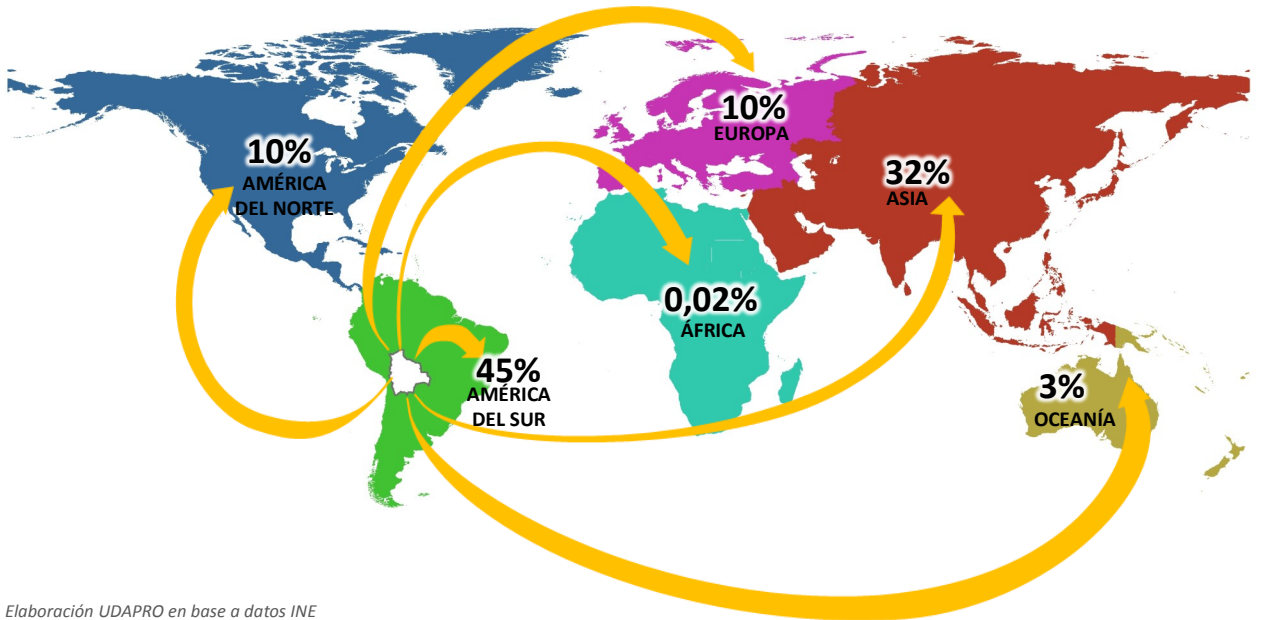 10%
EUROPA
10%
AMÉRICA
DEL NORTE
32%
ASIA
0,02%
ÁFRICA
45%
AMÉRICA
DEL SUR
3%
OCEANÍA
Elaboración UDAPRO en base a datos INE